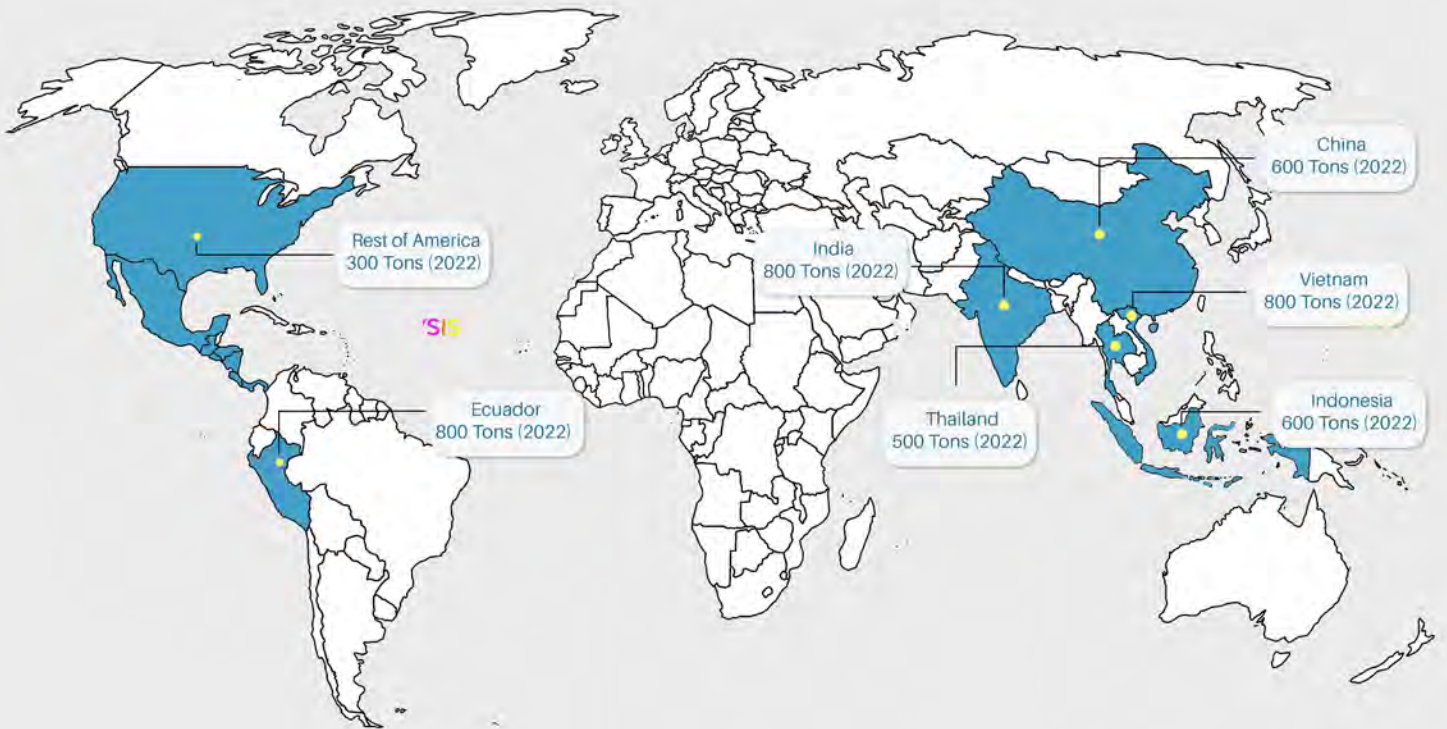 China
600 Tons (2022)
Rest of America
300 Tons (2022)
India
800 Tons (2022)
Vietnam
800 Tons (2022)
'SIS
Ecuador
800 Tons (2022)
Thailand
500 Tons (2022)
Indonesia
600 Tons (2022)